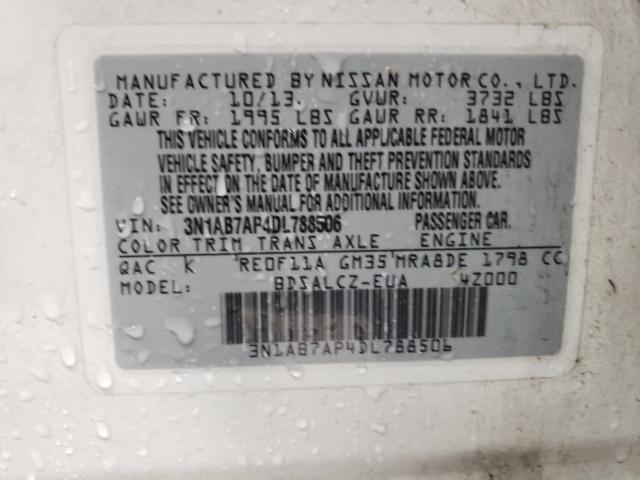 MANUFACTURED BY NISSAN MOTOR CO., LTD.
DATE: 10/13. GVWR: 3732 LBS
GAWR FR: 1995 LBS GAWR RR: 1841 LBS
THIS VEHICLE CONFORMS TO ALL APPLICABLE FEDERAL MOTOR
VEHICLE SAFETY, BUMPER AND THEFT PREVENTION STANDARDS
IN EFFECT ON THE DATE OF MANUFACTURE SHOWN ABOVE.
SEE OWNER'S MANUAL FOR ADDITIONAL INFORMATION.
VIN: 3N1AB7AP4DL788506 PASSENGER CAR.
COLOR TRIM TRANS AXLE ENGINE
QAC K RE0F11A GM35 MRA8DE 1798 CC
MODEL: BDSALCZ-EUA 4Z000
3N1AB7AP4DL788506